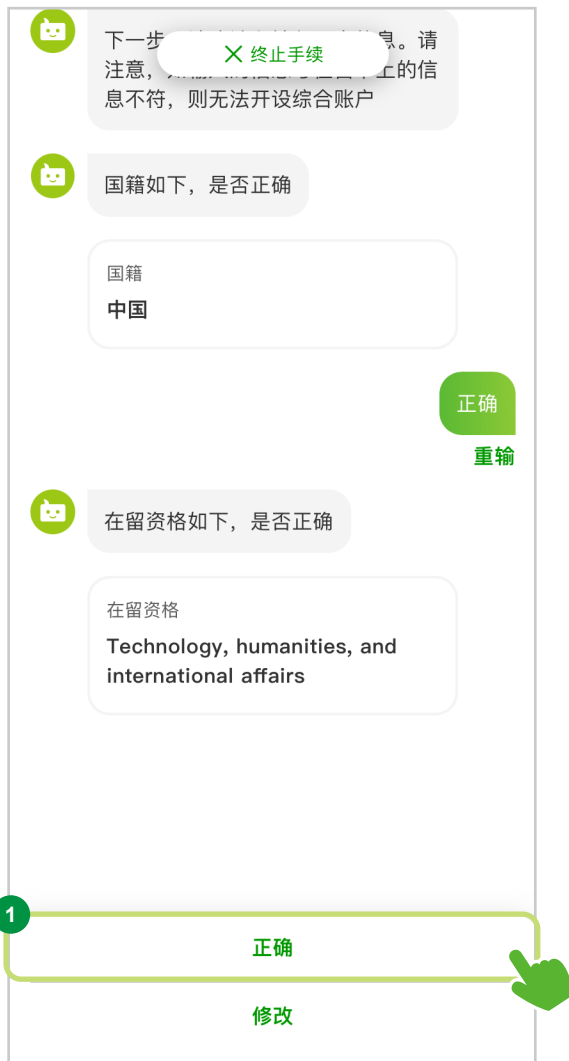 下一步 息。请
注意， 上的信
息不符，则无法开设综合账户
✕ 终止手续
国籍如下，是否正确
国籍
中国
正确
重输
在留资格如下，是否正确
在留资格
Technology, humanities, and
international affairs
1
正确
修改